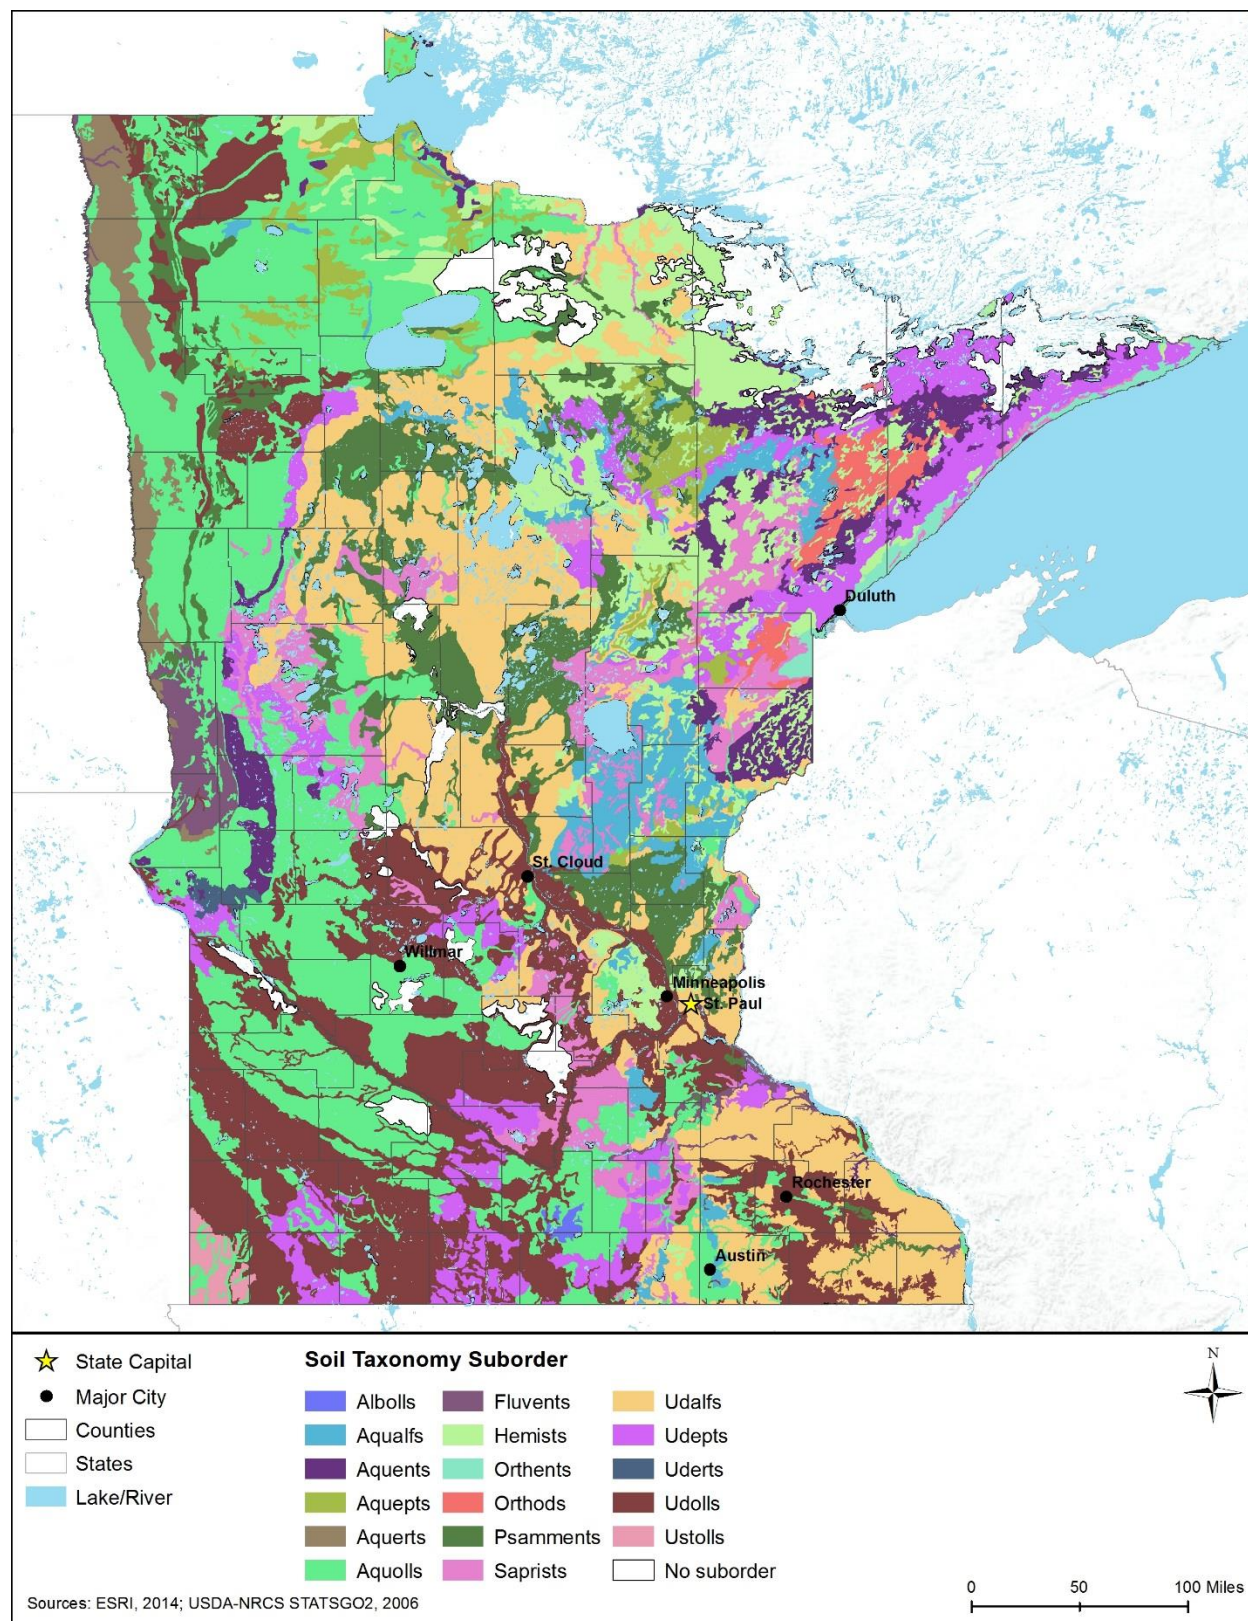 Duluth
St. Cloud
Willmar
Minneapolis
St. Paul
Rochester
Austin
State Capital
Major City
Counties
States
Lake/River
Soil Taxonomy Suborder
Albolls
Aqualfs
Aquents
Aquepts
Aquerts
Aquolls
Fluvents
Hemists
Orthents
Orthods
Psamments
Saprists
Udalfs
Udepts
Uderts
Udolls
Ustolls
No suborder
N
0 50 100 Miles
Sources: ESRI, 2014; USDA-NRCS STATSGO2, 2006